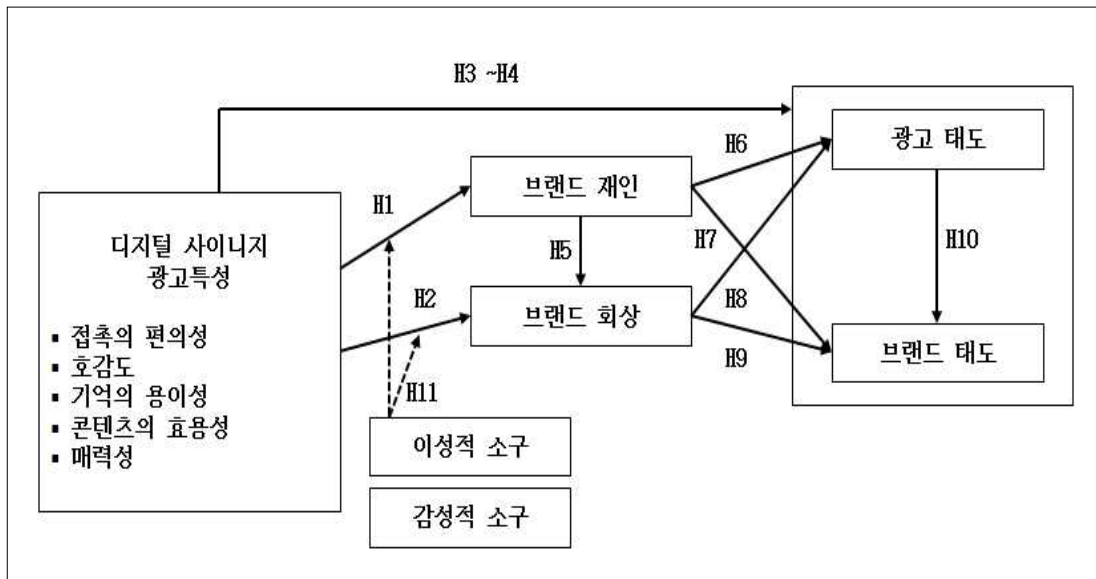 H3 ~H4
광고 태도
H6
브랜드 재인
H1
디지털 사이니지
광고특성
H5
H7
H10
H2
브랜드 회상
H8
▪ 접촉의 편의성
▪ 호감도
▪ 기억의 용이성
▪ 콘텐츠의 효용성
▪ 매력성
H9
브랜드 태도
H11
이성적 소구
감성적 소구